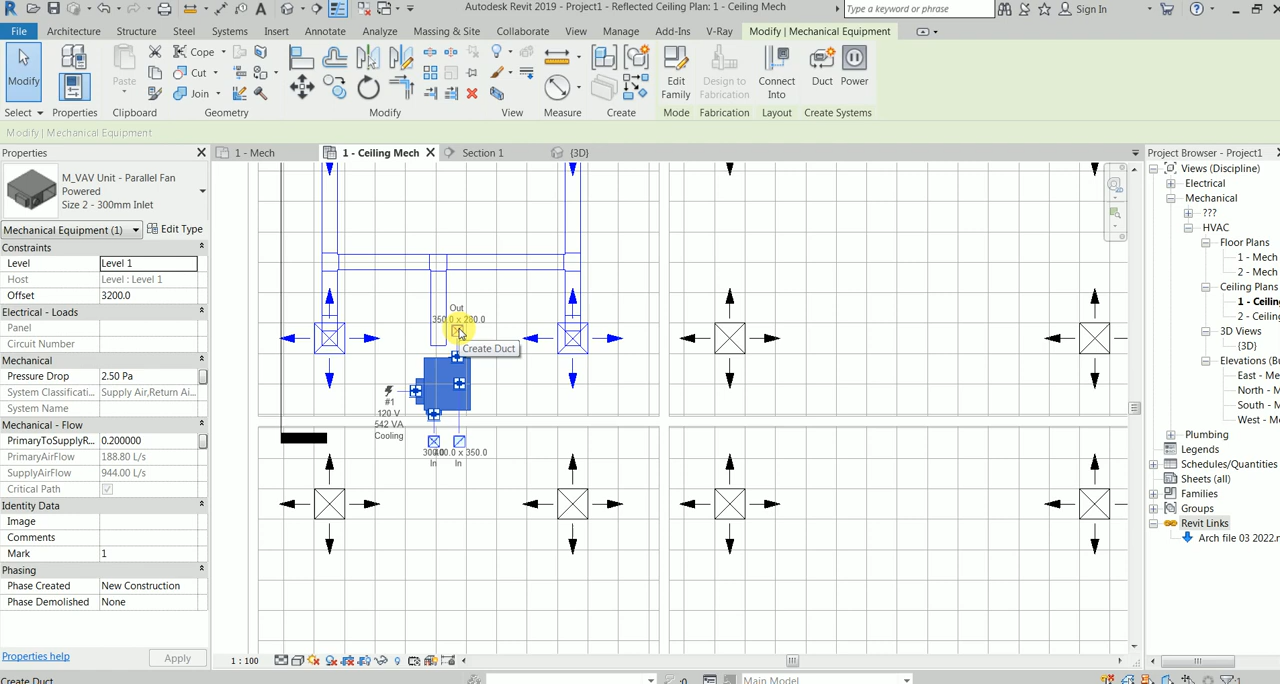 Autodesk Revit 2019 - Project1 - Reflected Ceiling Plan: 1 - Ceiling Mech
Type a keyword or phrase
Sign In
File Architecture Structure Steel Systems Insert Annotate Analyze Massing & Site Collaborate View Manage Add-Ins V-Ray Modify | Mechanical Equipment
Cope
Cut
Join
Modify
Paste
Edit Family
Design to Fabrication
Connect Into
Duct Power
Select Properties Clipboard Geometry Modify View Measure Create Mode Fabrication Layout Create Systems
Modify | Mechanical Equipment
Properties
1 - Mech
1 - Ceiling Mech
Section 1
{3D}
Project Browser - Project1
M_VAV Unit - Parallel Fan
Powered
Size 2 - 300mm Inlet
Mechanical Equipment (1) Edit Type
Constraints
Level Level 1
Host Level : Level 1
Offset 3200.0
Electrical - Loads
Panel
Circuit Number
Mechanical
Pressure Drop 2.50 Pa
System Classificati... Supply Air,Return Ai...
System Name
Mechanical - Flow
PrimaryToSupplyR... 0.200000
PrimaryAirFlow 188.80 L/s
SupplyAirFlow 944.00 L/s
Critical Path
Identity Data
Image
Comments
Mark 1
Phasing
Phase Created New Construction
Phase Demolished None
Properties help Apply
Out
350.0 x 280.0
Create Duct
#1
120 V
542 VA
Cooling
In
In
Views (Discipline)
Electrical
Mechanical
???
HVAC
Floor Plans
1 - Mech
2 - Mech
Ceiling Plans
1 - Ceilin
2 - Ceilin
3D Views
{3D}
Elevations (B
East - Me
North - M
South - M
West - M
Plumbing
Legends
Schedules/Quantities
Sheets (all)
Families
Groups
Revit Links
Arch file 03 2022.r
1 : 100
Create Duct
:0
Main Model
:1